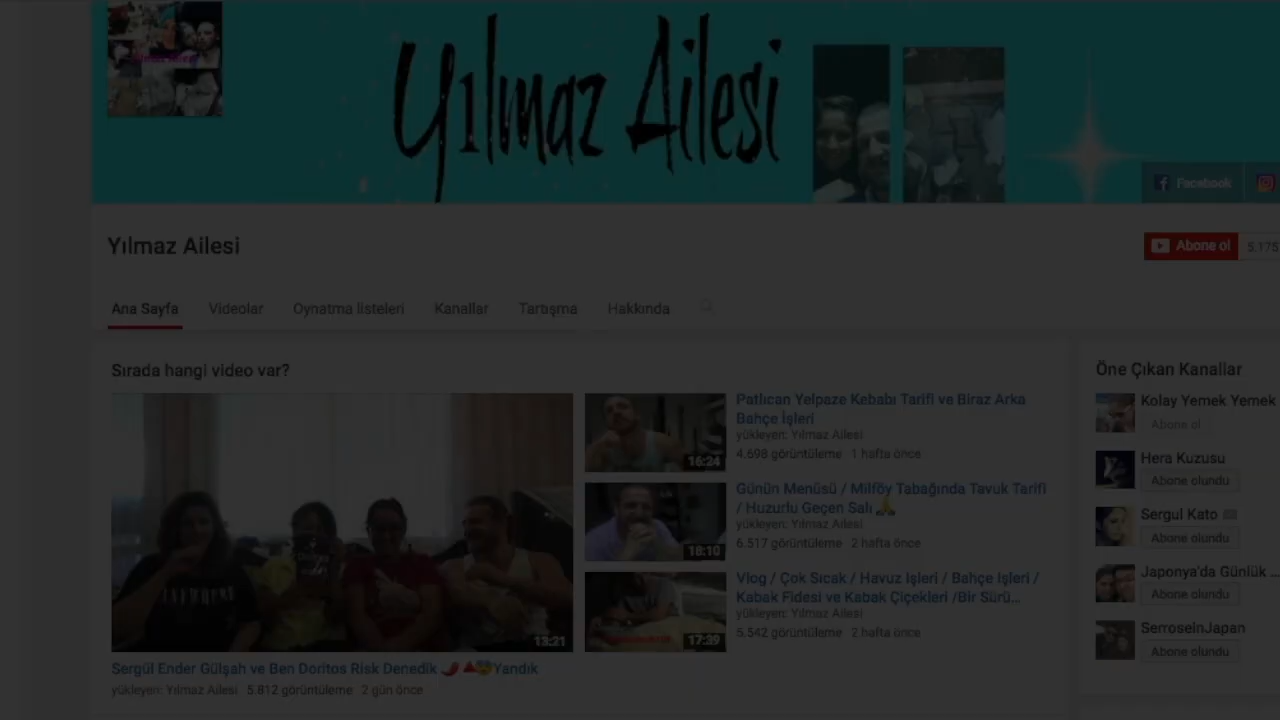 Yılmaz Ailesi
Facebook
Yılmaz Ailesi
Abone ol 5.175
Ana Sayfa Videolar Oynatma listeleri Kanallar Tartışma Hakkında
Sırada hangi video var?
13:21
Sergül Ender Gülşah ve Ben Doritos Risk Denedik 🌶️🔺😨Yandık
yükleyen: Yılmaz Ailesi 5.812 görüntüleme 2 gün önce
16:24
Patlıcan Yelpaze Kebabı Tarifi ve Biraz Arka
Bahçe İşleri
yükleyen: Yılmaz Ailesi
4.698 görüntüleme 1 hafta önce
18:10
Günün Menüsü / Milföy Tabağında Tavuk Tarifi
/ Huzurlu Geçen Salı 🙏
yükleyen: Yılmaz Ailesi
6.517 görüntüleme 2 hafta önce
17:39
Vlog / Çok Sıcak / Havuz İşleri / Bahçe İşleri /
Kabak Fidesi ve Kabak Çiçekleri /Bir Sürü...
yükleyen: Yılmaz Ailesi
5.542 görüntüleme 2 hafta önce
Öne Çıkan Kanallar
Kolay Yemek Yemek
Abone ol
Hera Kuzusu
Abone olundu
Sergul Kato
Abone olundu
Japonya'da Günlük ...
Abone olundu
SerroseInJapan
Abone olundu